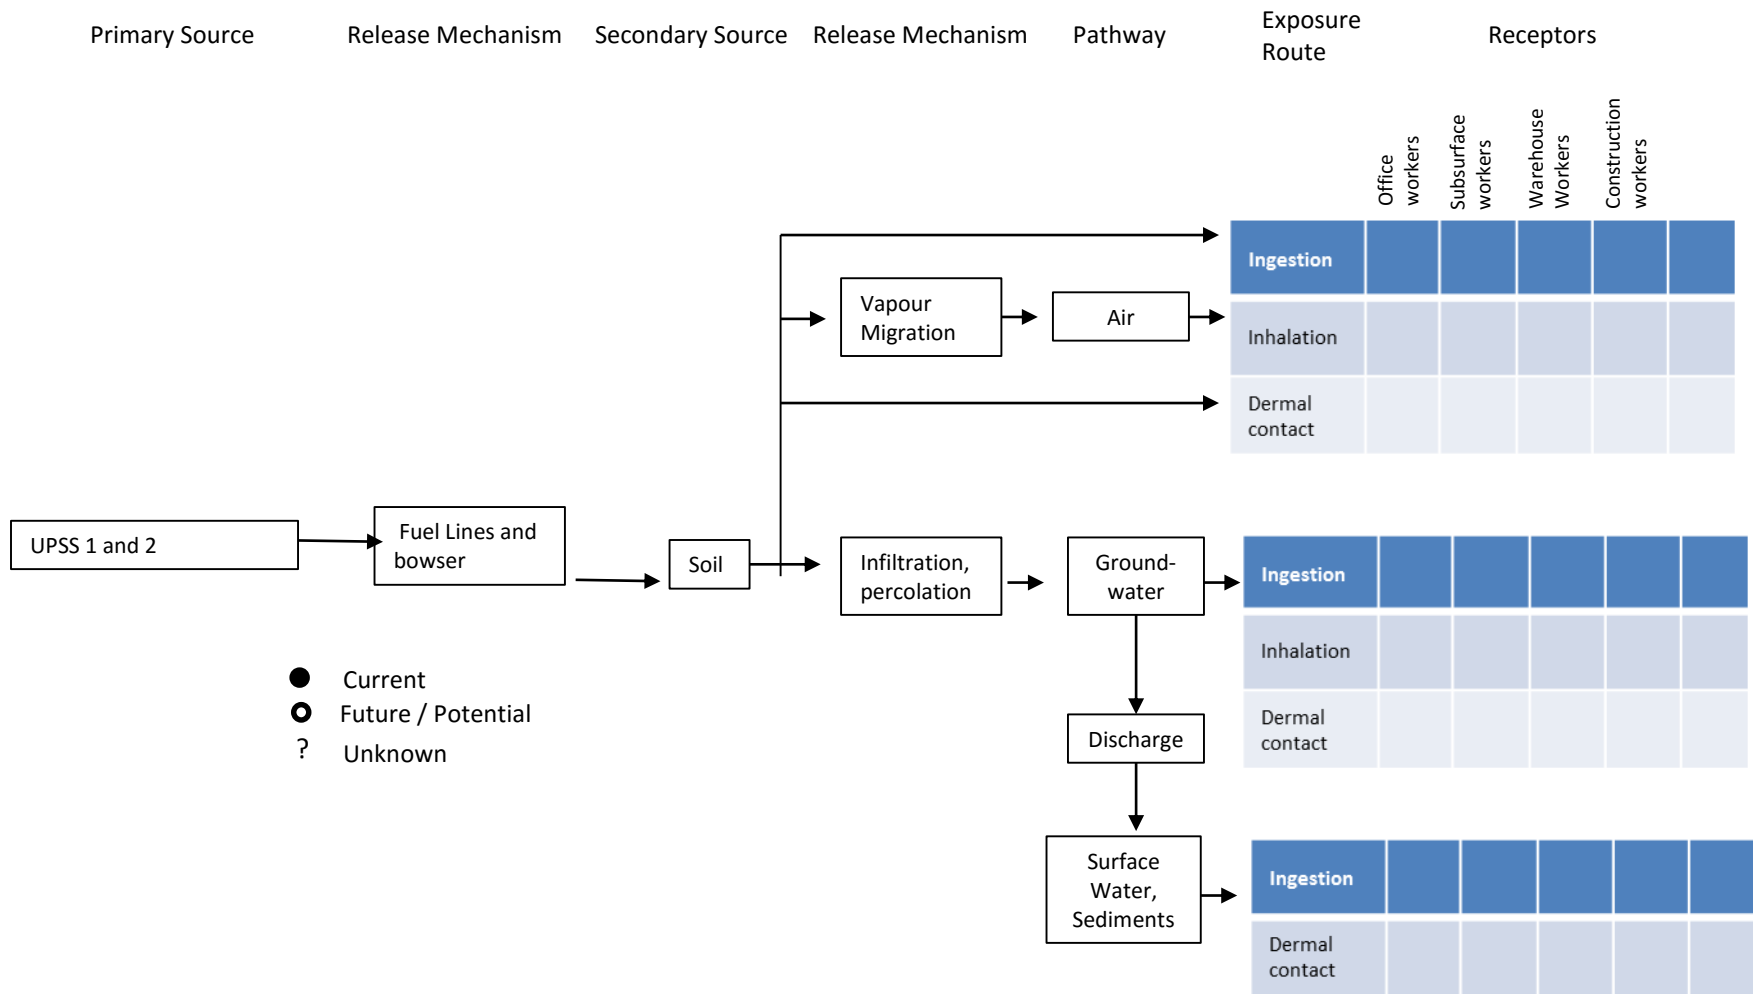 Primary Source
Release Mechanism
Secondary Source
Release Mechanism
Pathway
Exposure
Route
Receptors
Office
workers
Subsurface
workers
Warehouse
Workers
Construction
workers
Ingestion
Vapour
Migration
Air
Inhalation
Dermal
contact
UPSS 1 and 2
Fuel Lines and
bowser
Soil
Infiltration,
percolation
Ground-
water
Ingestion
Inhalation
Dermal
contact
Current
Future / Potential
? Unknown
Discharge
Surface
Water,
Sediments
Ingestion
Dermal
contact